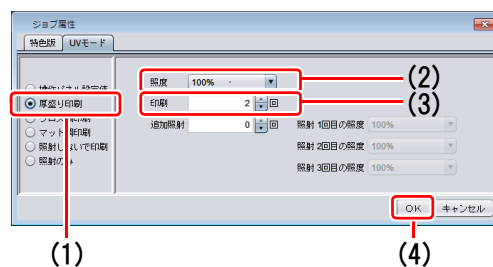 ジョブ属性
特色版 UVモード
照度 100%
厚盛り印刷
印刷 2 回
追加照射 0 回
照射 1回目の照度 100%
マット
印刷
照射しないで印刷
照射 2回目の照度 100%
照射
照射 3回目の照度 100%
OK キャンセル
(1)
(2)
(3)
(4)